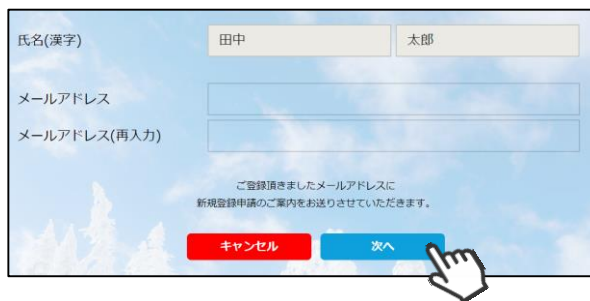 氏名(漢字) 田中 太郎
メールアドレス
メールアドレス(再入力)
ご登録頂きましたメールアドレスに
新規登録申請のご案内をお送りさせていただきます。
キャンセル 次へ